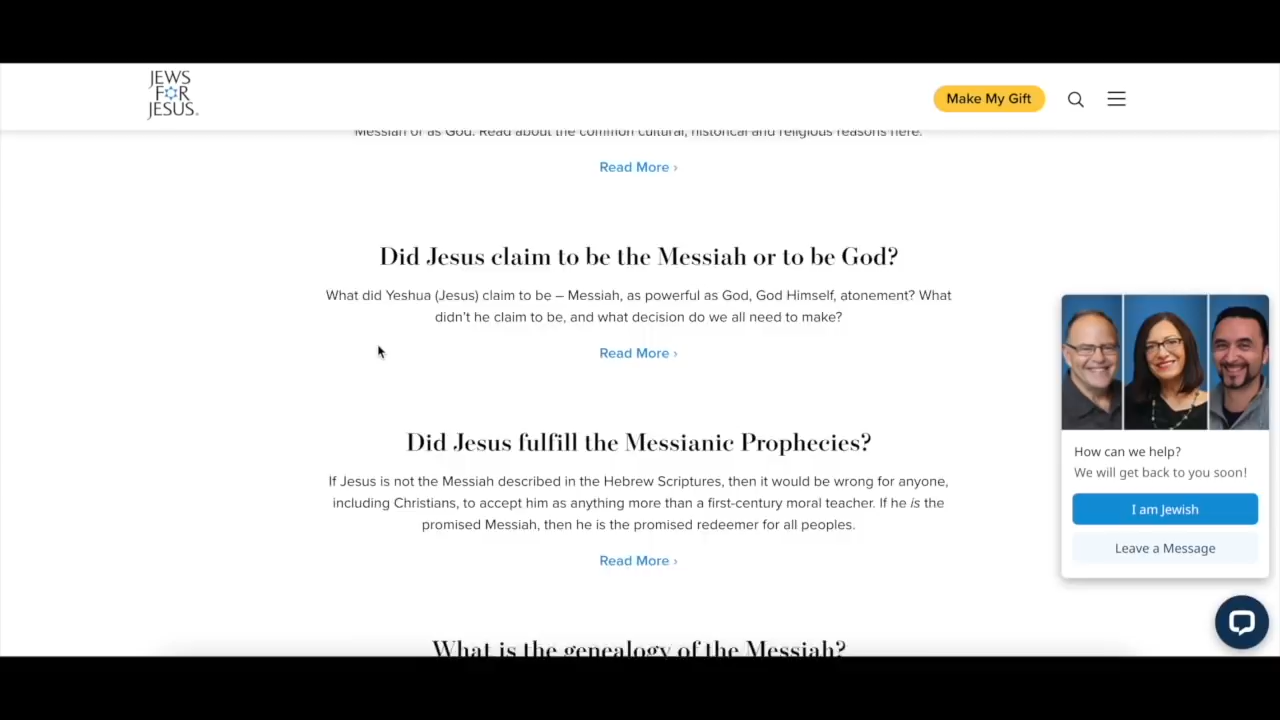 JEWS
FOR
JESUS
Make My Gift
Messiah or as God. Read about the common cultural, historical and religious reasons here.
Read More ›
Did Jesus claim to be the Messiah or to be God?
What did Yeshua (Jesus) claim to be – Messiah, as powerful as God, God Himself, atonement? What
didn’t he claim to be, and what decision do we all need to make?
Read More ›
Did Jesus fulfill the Messianic Prophecies?
If Jesus is not the Messiah described in the Hebrew Scriptures, then it would be wrong for anyone,
including Christians, to accept him as anything more than a first-century moral teacher. If he is the
promised Messiah, then he is the promised redeemer for all peoples.
Read More ›
What is the genealogy of the Messiah?
How can we help?
We will get back to you soon!
I am Jewish
Leave a Message